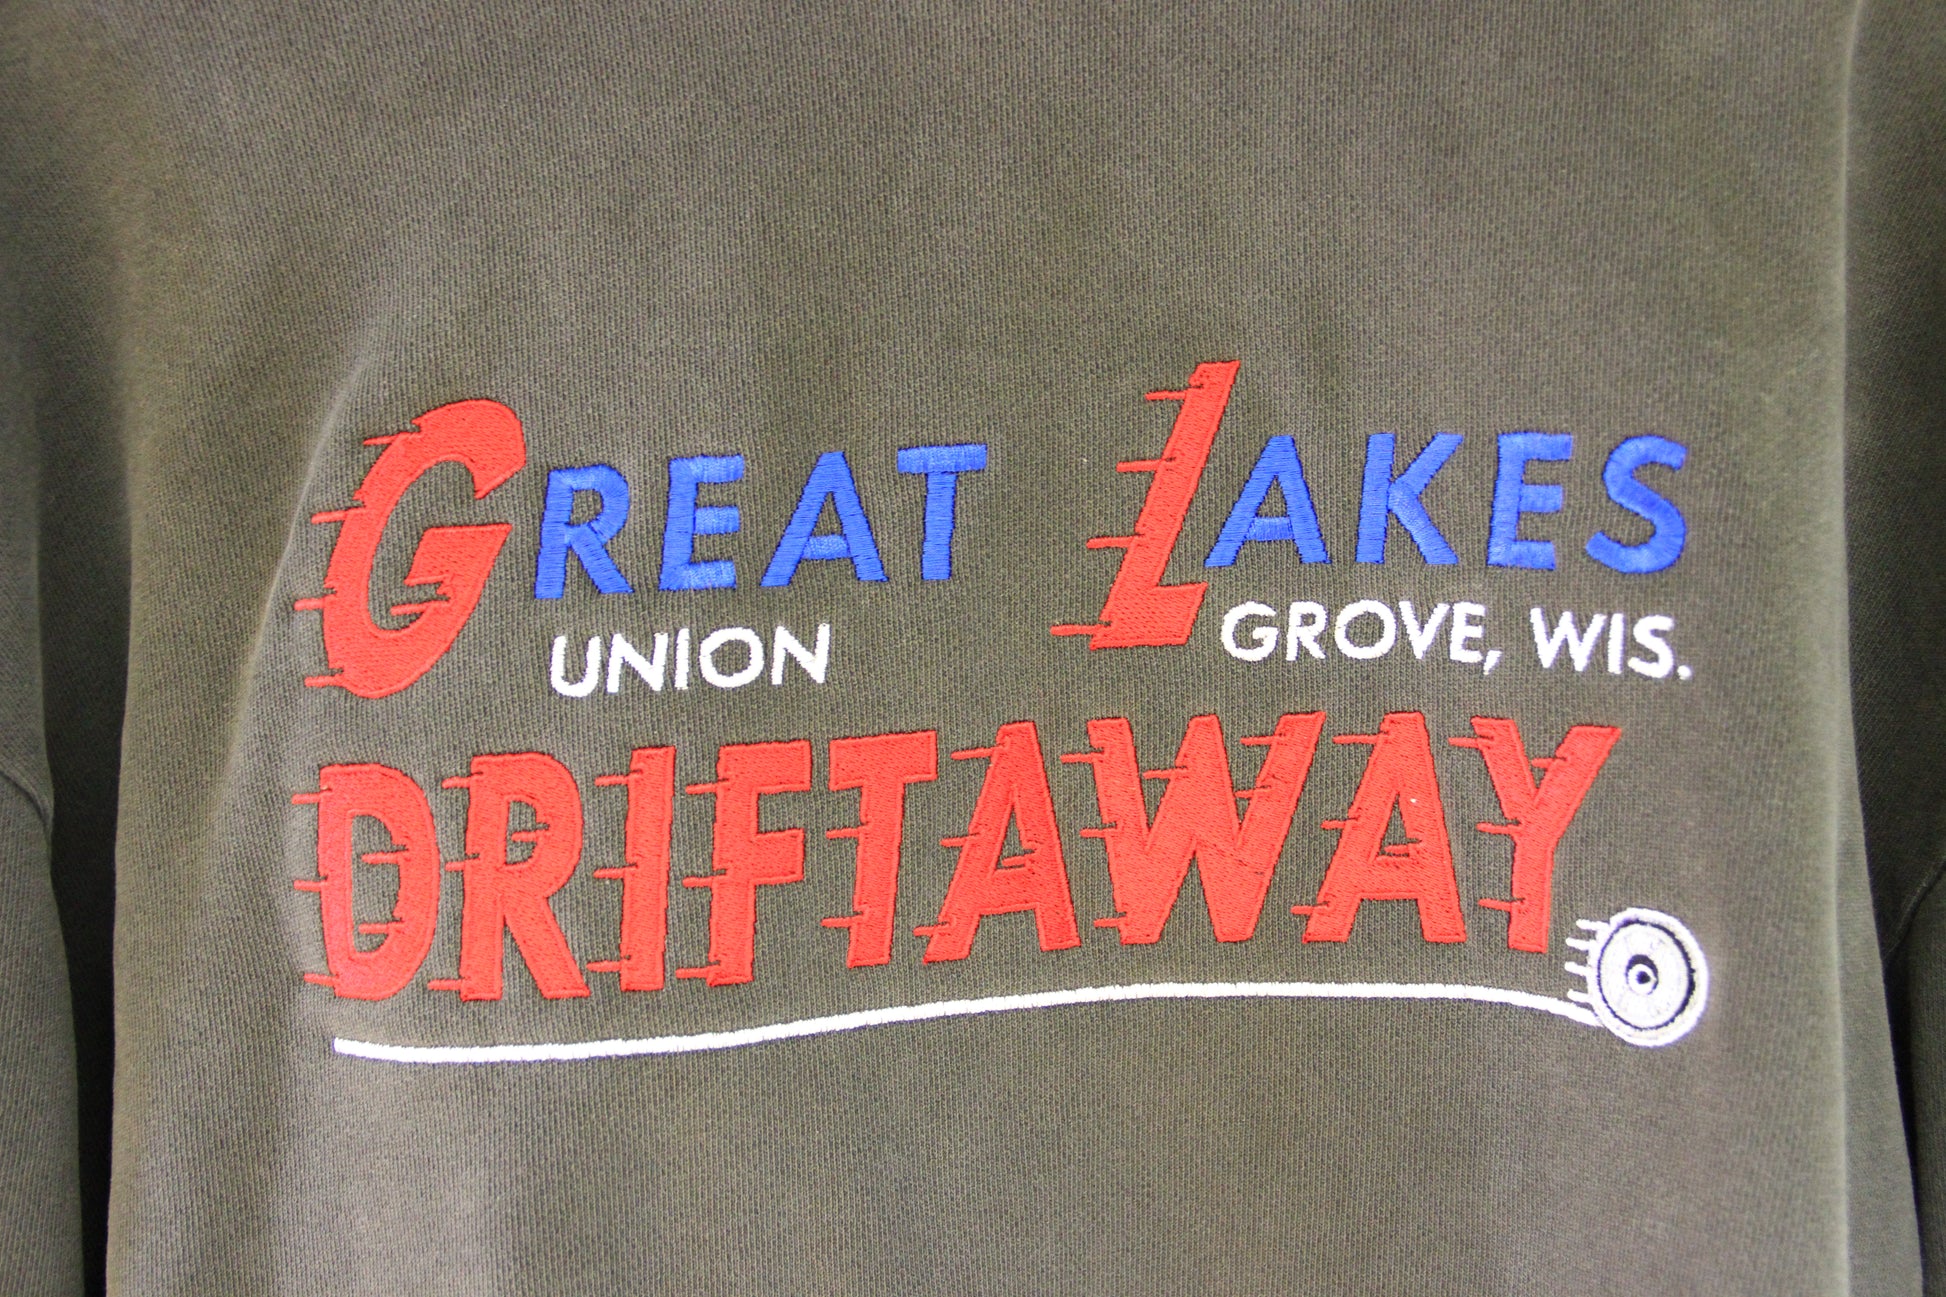 GREAT LAKES
UNION GROVE, WIS.
DRIFTAWAY